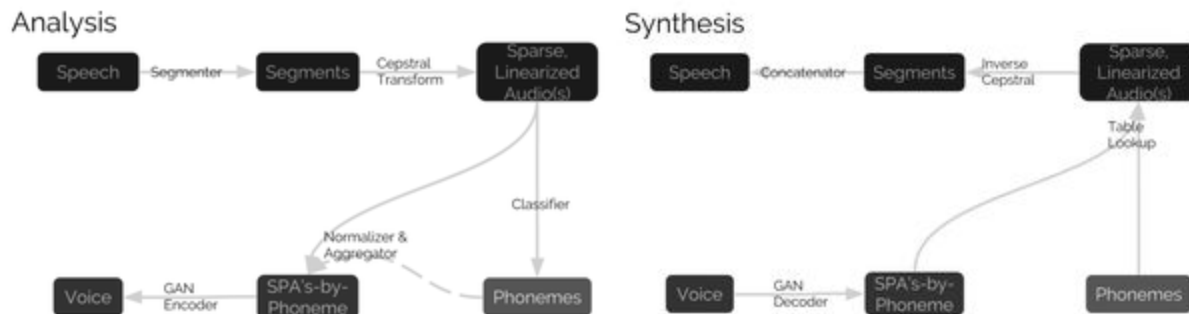 Analysis
Synthesis
Speech
Segmenter
Segments
Cepstral
Transform
Sparse,
Linearized
Audio(s)
Classifier
Normalizer &
Aggregator
Voice
GAN
Encoder
SPA's-by-
Phoneme
Phonemes
Speech
Concatenator
Segments
Inverse
Cepstral
Sparse,
Linearized
Audio(s)
Table
Lookup
Voice
GAN
Decoder
SPA's-by-
Phoneme
Phonemes